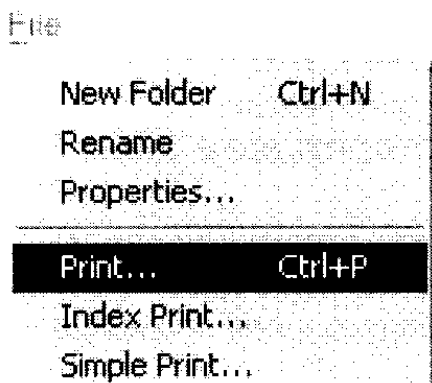 File
New Folder Ctrl+N
Rename
Properties...
Print... Ctrl+P
Index Print...
Simple Print...